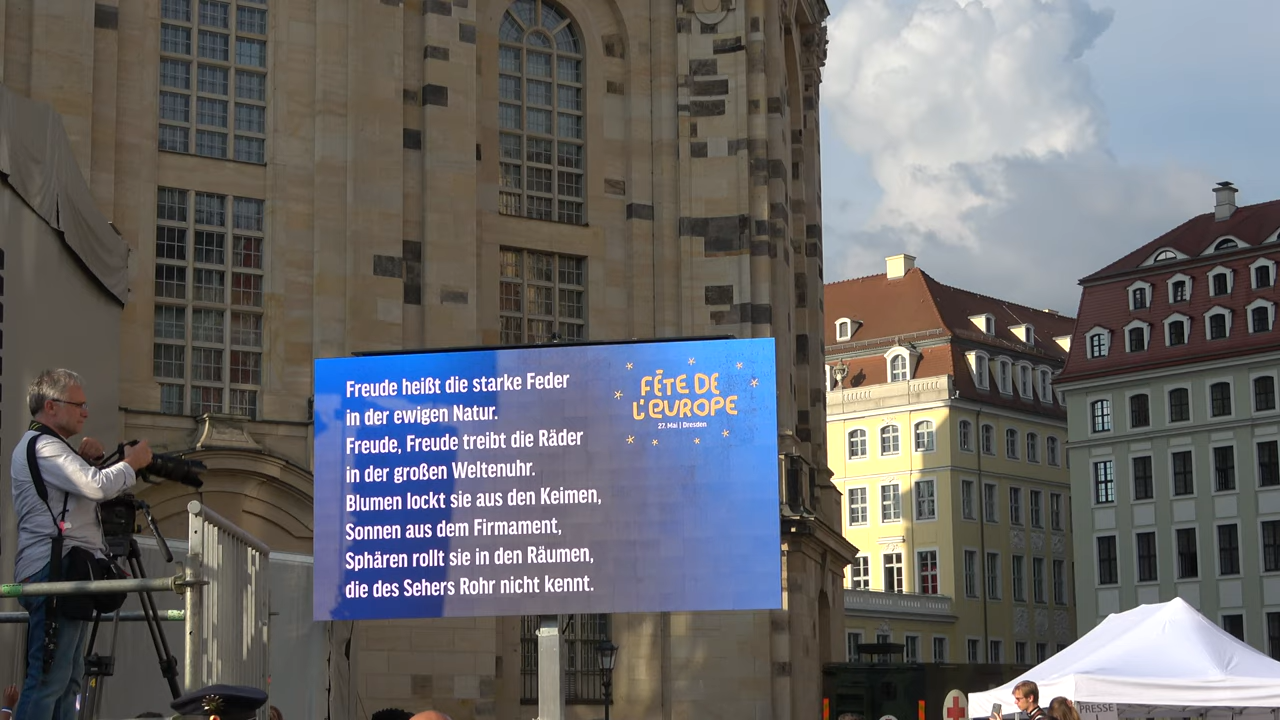 Freude heißt die starke Feder
in der ewigen Natur.
Freude, Freude treibt die Räder
in der großen Weltenuhr.
Blumen lockt sie aus den Keimen,
Sonnen aus dem Firmament,
Sphären rollt sie in den Räumen,
die des Sehers Rohr nicht kennt.
FÊTE DE
L'EUROPE
27. Mai | Dresden
PRESSE